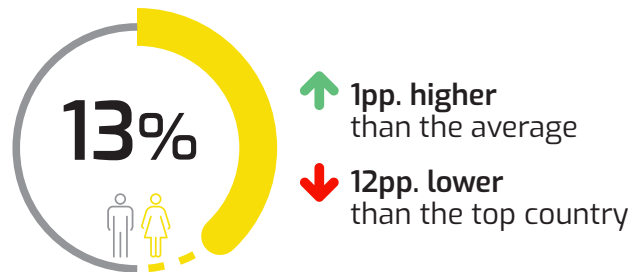 13%
1pp. higher
than the average
12pp. lower
than the top country